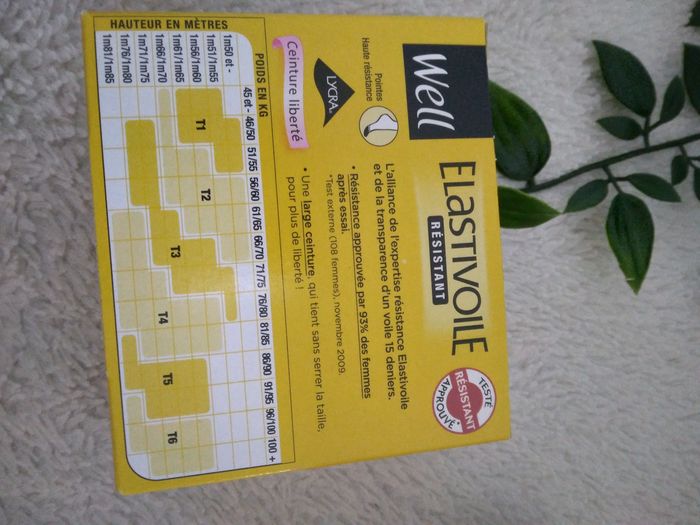 Well
ELASTIVOILE
RÉSISTANT
TESTÉ
RÉSISTANT
APPROUVÉ*
Pointes
Haute résistance
LYCRA®
Ceinture liberté
L'alliance de l'expertise résistance Elastivoile
et de la transparence d'un voile 15 deniers.
• Résistance approuvée par 93% des femmes
après essai.
*Test externe (108 femmes), novembre 2009.
• Une large ceinture, qui tient sans serrer la taille,
pour plus de liberté !
POIDS EN KG
45 et - 46/50 51/55 56/60 61/65 66/70 71/75 76/80 81/85 86/90 91/95 96/100 100 +
HAUTEUR EN MÈTRES
1m50 et -
1m51/1m55
1m56/1m60
1m61/1m65
1m66/1m70
1m71/1m75
1m76/1m80
1m81/1m85
T1
T2
T3
T4
T5
T6